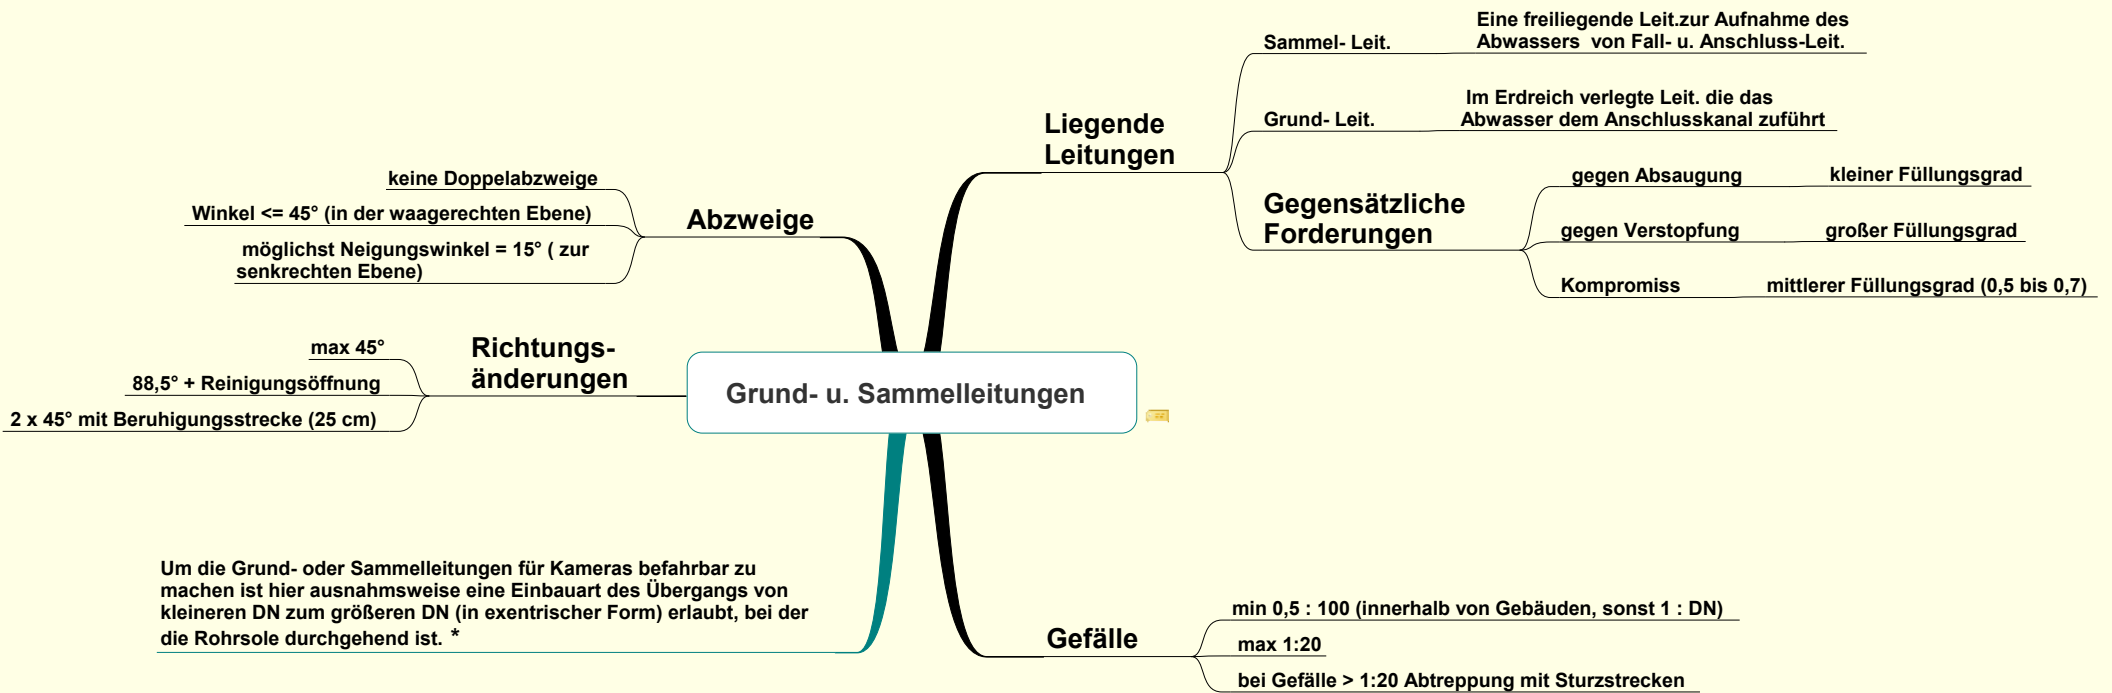 Grund- u. Sammelleitungen
Liegende
Leitungen
Sammel- Leit.
Eine freiliegende Leit.zur Aufnahme des
Abwassers von Fall- u. Anschluss-Leit.
Grund- Leit.
Im Erdreich verlegte Leit. die das
Abwasser dem Anschlusskanal zuführt
Gegensätzliche
Forderungen
gegen Absaugung
kleiner Füllungsgrad
gegen Verstopfung
großer Füllungsgrad
Kompromiss
mittlerer Füllungsgrad (0,5 bis 0,7)
Gefälle
min 0,5 : 100 (innerhalb von Gebäuden, sonst 1 : DN)
max 1:20
bei Gefälle > 1:20 Abtreppung mit Sturzstrecken
Abzweige
keine Doppelabzweige
Winkel <= 45° (in der waagerechten Ebene)
möglichst Neigungswinkel = 15° ( zur
senkrechten Ebene)
Richtungs-
änderungen
max 45°
88,5° + Reinigungsöffnung
2 x 45° mit Beruhigungsstrecke (25 cm)
Um die Grund- oder Sammelleitungen für Kameras befahrbar zu
machen ist hier ausnahmsweise eine Einbauart des Übergangs von
kleineren DN zum größeren DN (in exentrischer Form) erlaubt, bei der
die Rohrsole durchgehend ist. *